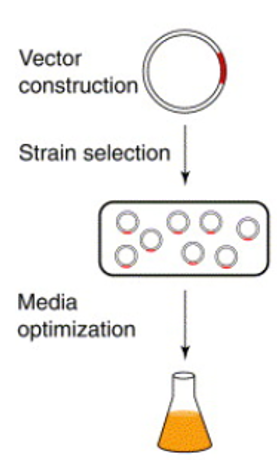 Vector
construction
Strain selection
Media
optimization